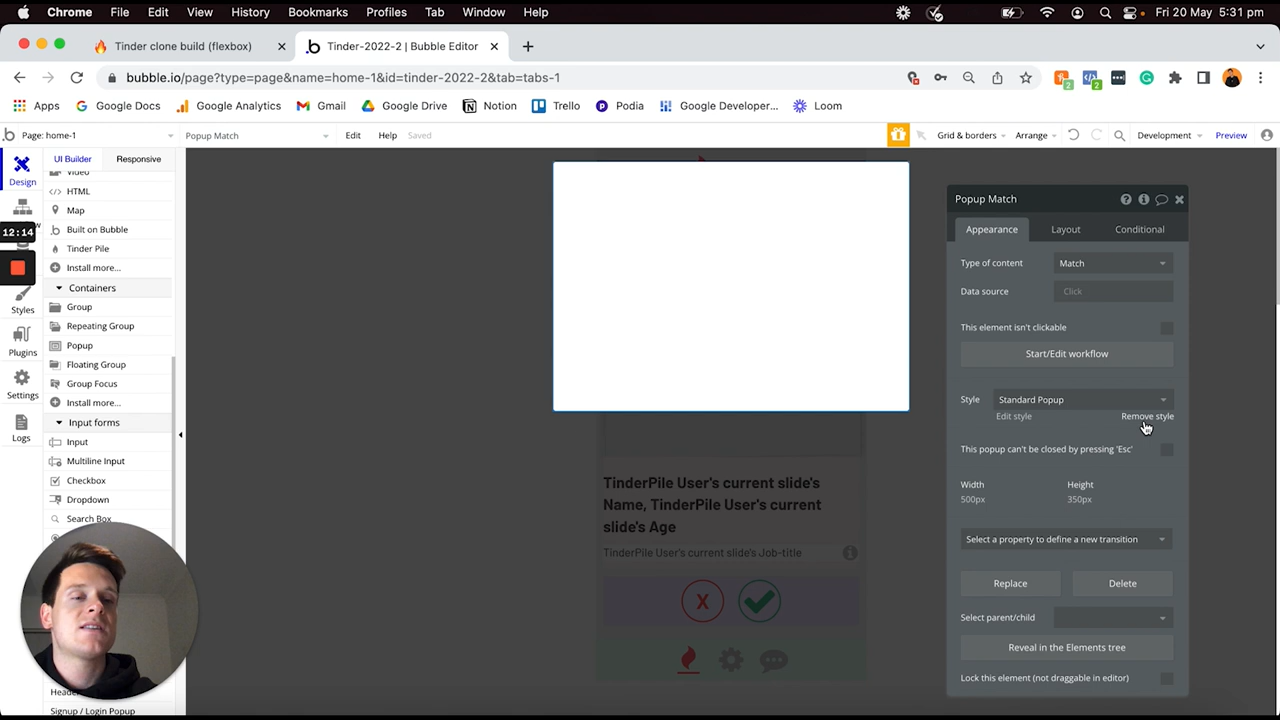 Chrome File Edit View History Bookmarks Profiles Tab Window Help Fri 20 May 5:31 pm
Tinder clone build (flexbox) Tinder-2022-2 | Bubble Editor
bubble.io/page?type=page&name=home-1&id=tinder-2022-2&tab=tabs-1 2 2
Apps Google Docs Google Analytics Gmail Google Drive Notion Trello Podia Google Developer... Loom
Page: home-1 Popup Match Edit Help Saved Grid & borders Arrange Development Preview
UI Builder Responsive
Design
12:14
Styles
Plugins
Settings
Logs
Video
HTML
Map
Built on Bubble
Tinder Pile
Install more...
Containers
Group
Repeating Group
Popup
Floating Group
Group Focus
Install more...
Input forms
Input
Multiline Input
Checkbox
Dropdown
Search Box
Signup / Login Popup
TinderPile User's current slide's
Name, TinderPile User's current
slide's Age
TinderPile User's current slide's Job-title
X
Popup Match
Appearance Layout Conditional
Type of content Match
Data source Click
This element isn't clickable
Start/Edit workflow
Style Standard Popup
Edit style Remove style
This popup can't be closed by pressing 'Esc'
Width Height
500px 350px
Select a property to define a new transition
Replace Delete
Select parent/child
Reveal in the Elements tree
Lock this element (not draggable in editor)